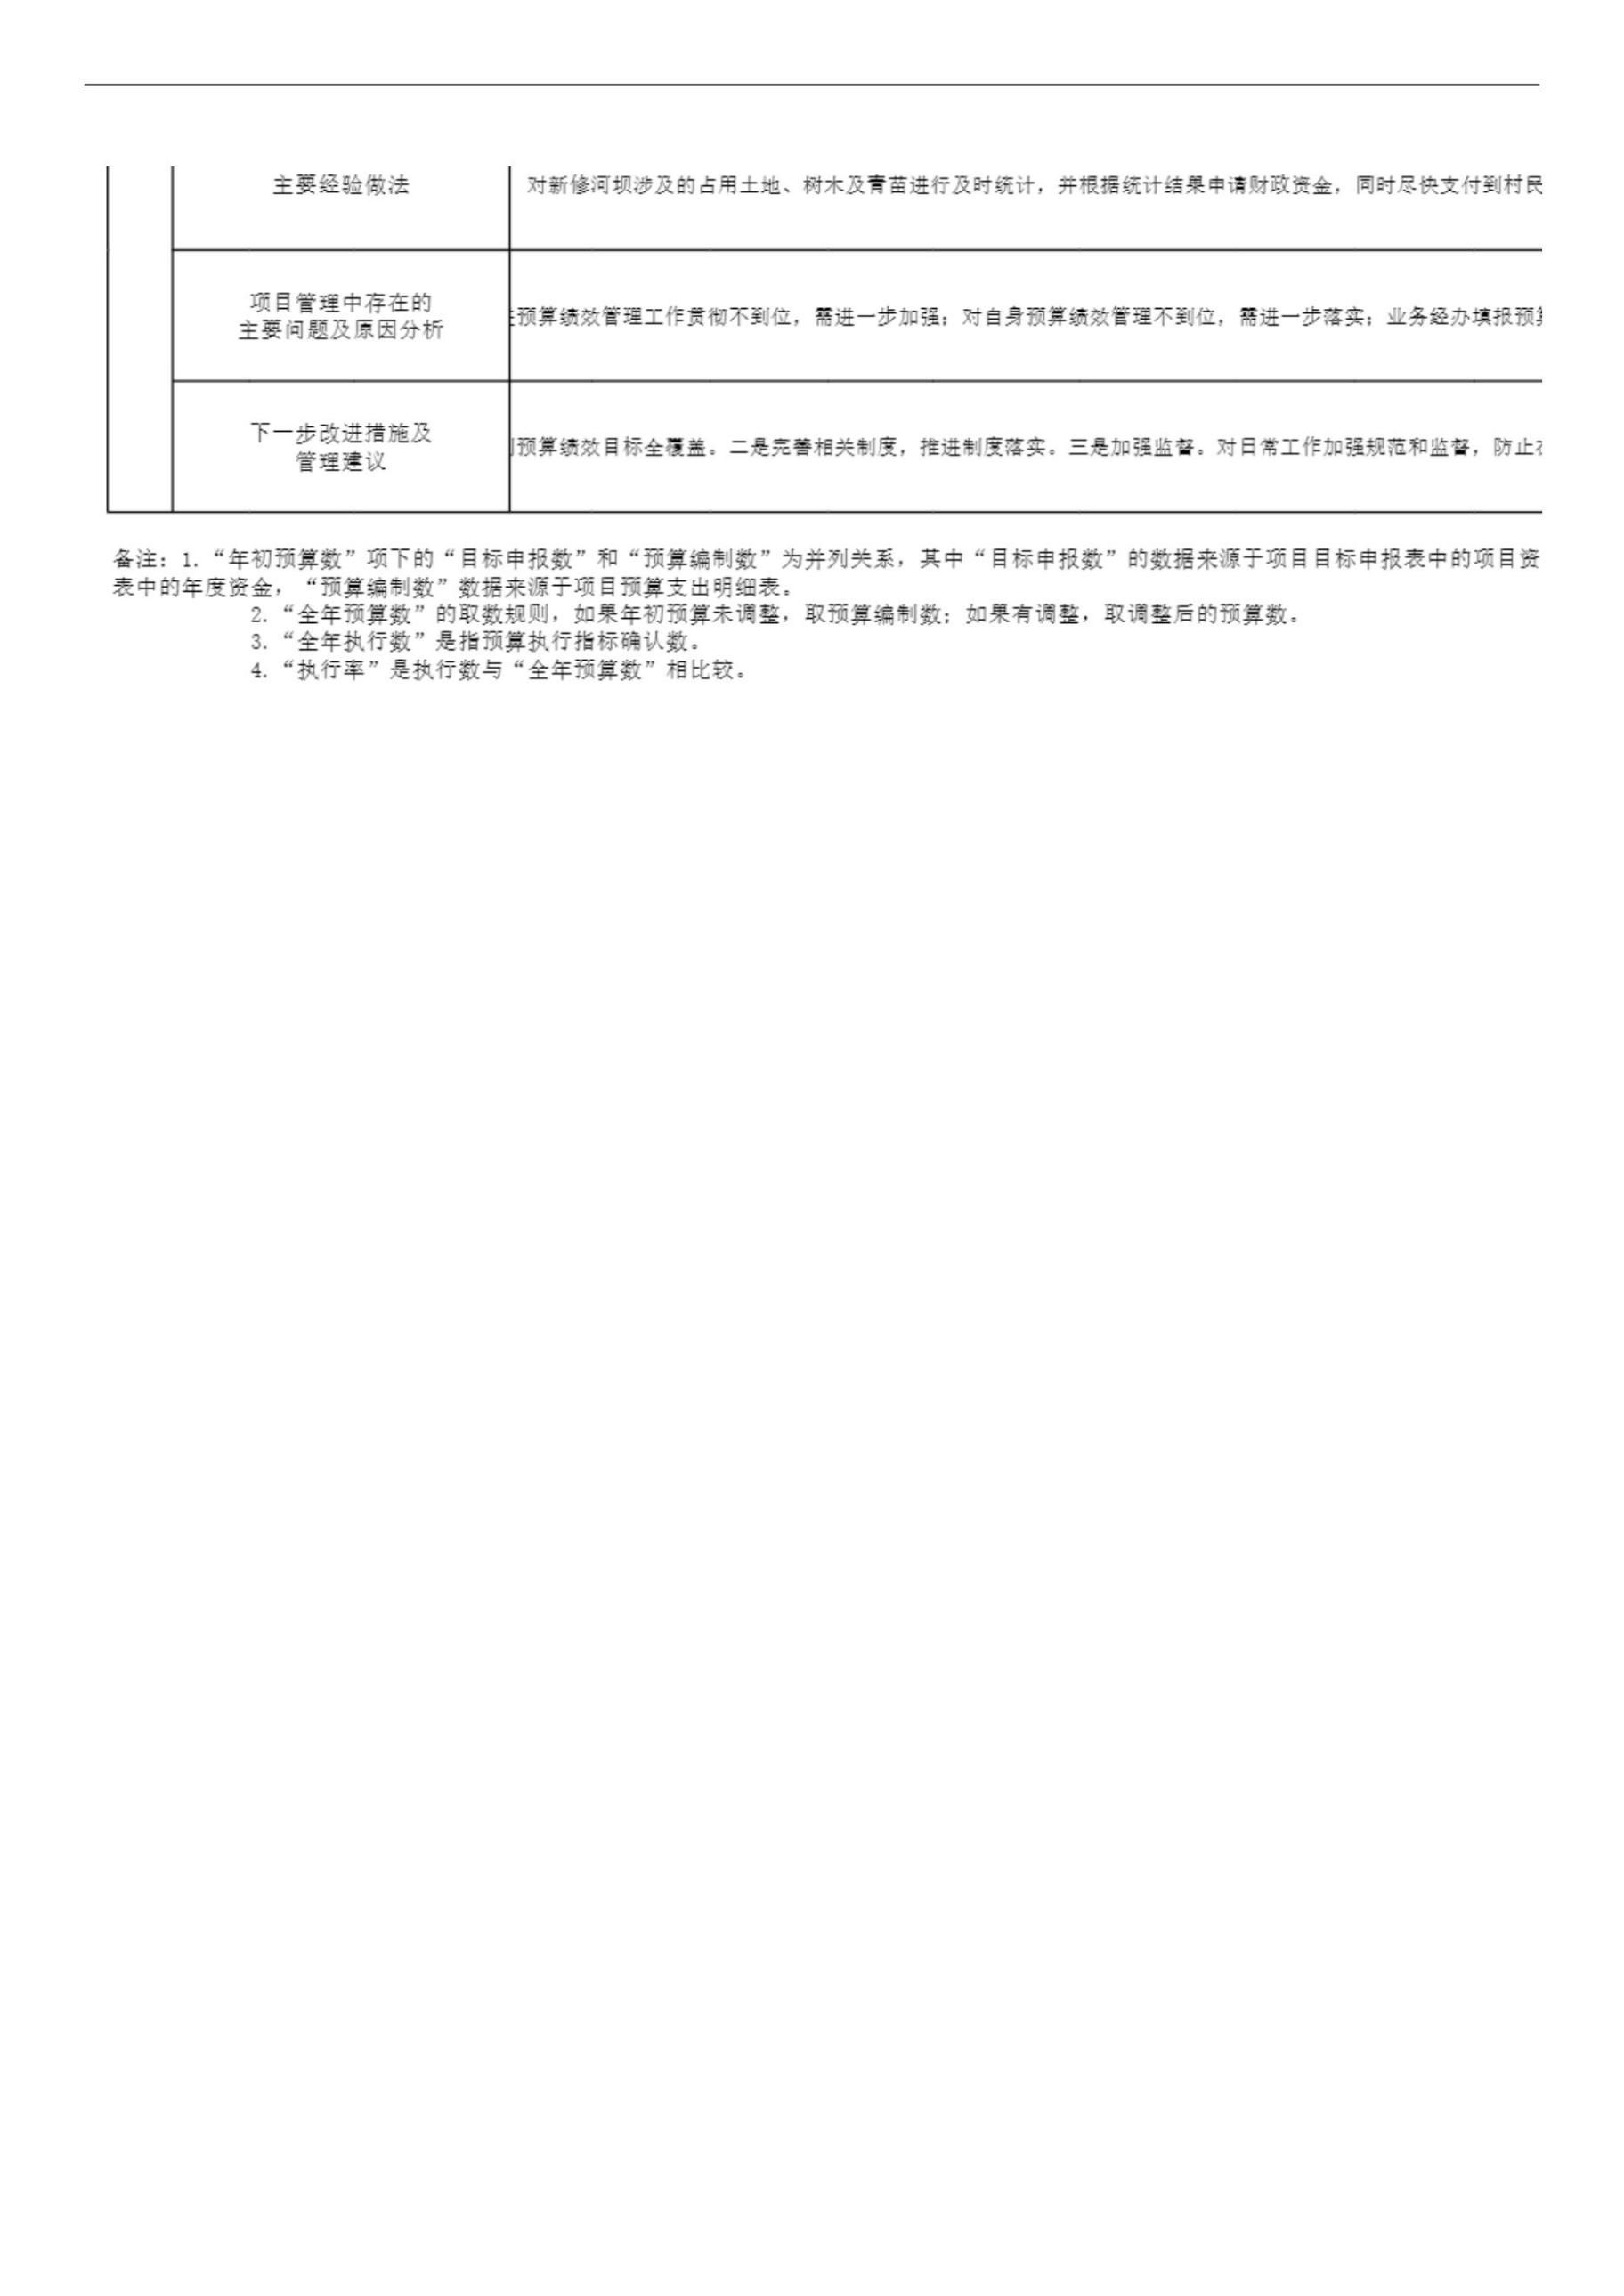 主要经验做法
对新修河坝涉及的占用土地、树木及青苗进行及时统计，并根据统计结果申请财政资金，同时尽快支付到村民
项目管理中存在的
主要问题及原因分析
预算绩效管理工作贯彻不到位，需进一步加强；对自身预算绩效管理不到位，需进一步落实；业务经办填报预
下一步改进措施及
管理建议
预算绩效目标全覆盖。二是完善相关制度，推进制度落实。三是加强监督。对日常工作加强规范和监督，防止
备注：1.“年初预算数”项下的“目标申报数”和“预算编制数”为并列关系，其中“目标申报数”的数据来源于项目目标申报表中的项目资
表中的年度资金，“预算编制数”数据来源于项目预算支出明细表。
2.“全年预算数”的取数规则，如果年初预算未调整，取预算编制数；如果有调整，取调整后的预算数。
3.“全年执行数”是指预算执行指标确认数。
4.“执行率”是执行数与“全年预算数”相比较。